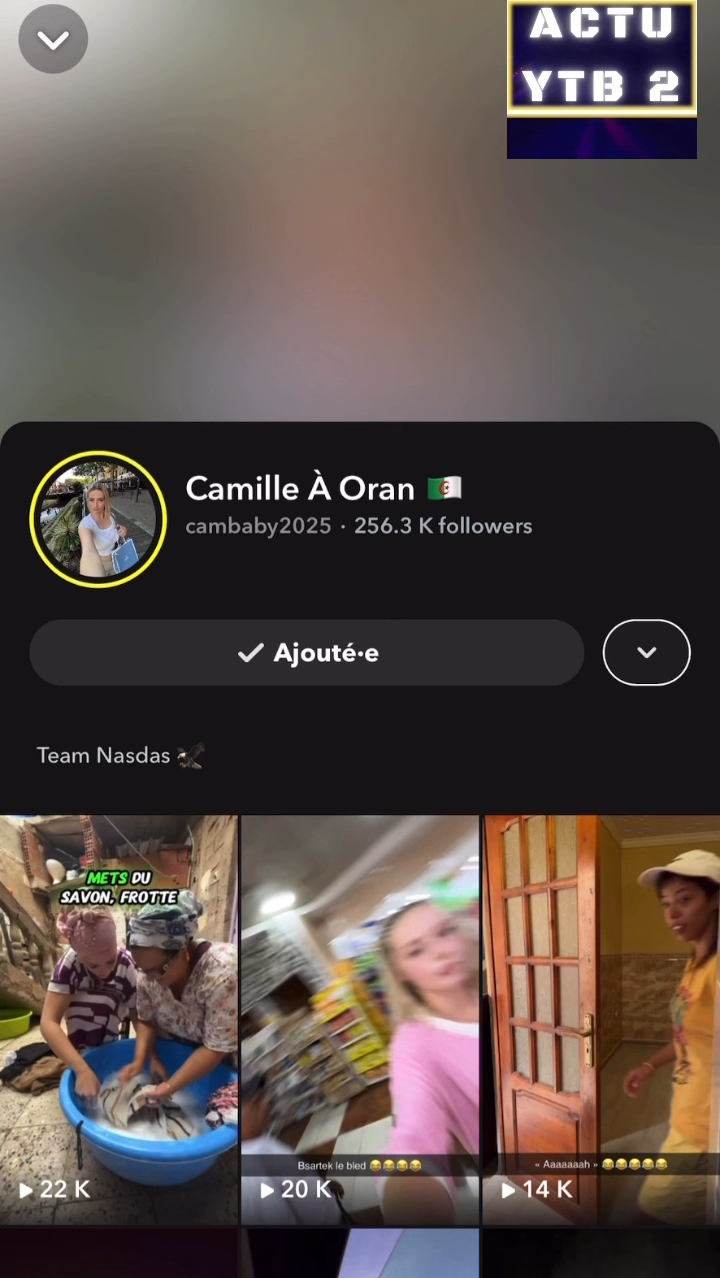 ACTU
YTB 2
Camille À Oran 🇩🇿
cambaby2025 · 256.3 K followers
Ajouté·e
Team Nasdas 🦅
METS DU
SAVON, FROTTE
Bsartek le bled 😂😂😂😂
« Aaaaaaah » 😂😂😂😂😂
22 K
20 K
14 K